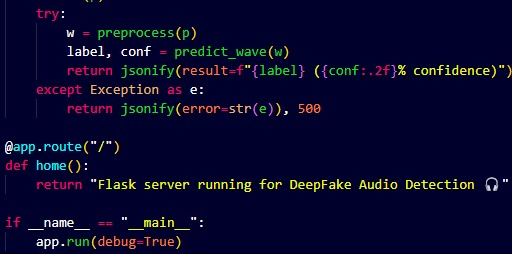 try:
w = preprocess(p)
label, conf = predict_wave(w)
return jsonify(result=f"{label} ({conf:.2f}% confidence)")
except Exception as e:
return jsonify(error=str(e)), 500
@app.route("/")
def home():
return "Flask server running for DeepFake Audio Detection 🎧"
if __name__ == "__main__":
app.run(debug=True)